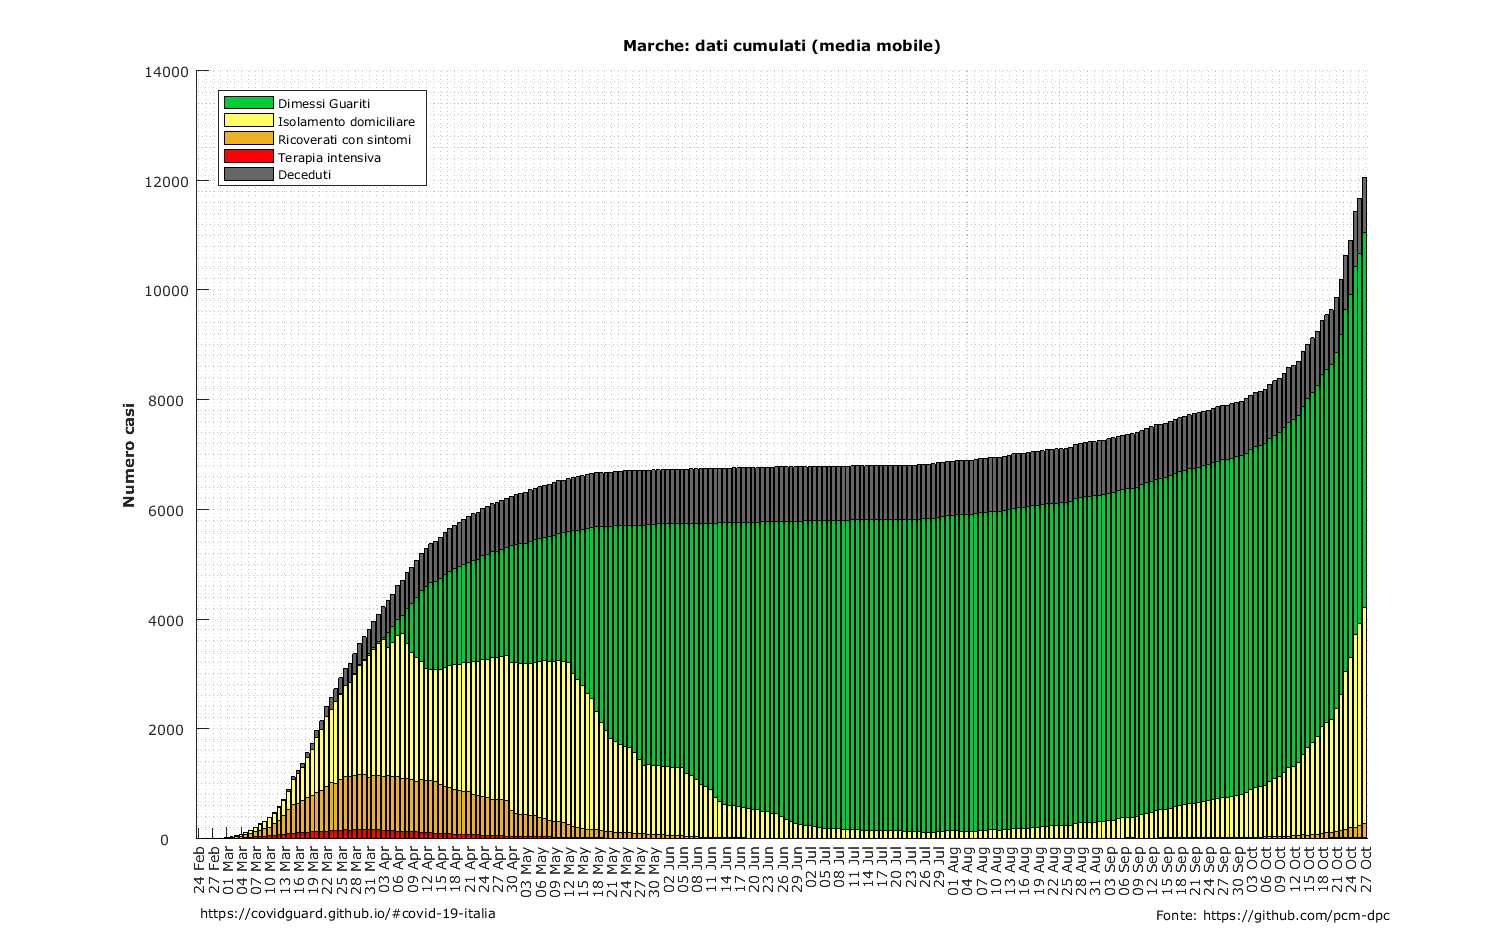 Marche: dati cumulati (media mobile)
14000
12000
10000
8000
6000
4000
2000
0
Numero casi
Dimessi Guariti
Isolamento domiciliare
Ricoverati con sintomi
Terapia intensiva
Deceduti
24 Feb
27 Feb
01 Mar
04 Mar
07 Mar
10 Mar
13 Mar
16 Mar
19 Mar
22 Mar
25 Mar
28 Mar
31 Mar
03 Apr
06 Apr
09 Apr
12 Apr
15 Apr
18 Apr
21 Apr
24 Apr
27 Apr
30 Apr
03 May
06 May
09 May
12 May
15 May
18 May
21 May
24 May
27 May
30 May
02 Jun
05 Jun
08 Jun
11 Jun
14 Jun
17 Jun
20 Jun
23 Jun
26 Jun
29 Jun
02 Jul
05 Jul
08 Jul
11 Jul
14 Jul
17 Jul
20 Jul
23 Jul
26 Jul
29 Jul
01 Aug
04 Aug
07 Aug
10 Aug
13 Aug
16 Aug
19 Aug
22 Aug
25 Aug
28 Aug
31 Aug
03 Sep
06 Sep
09 Sep
12 Sep
15 Sep
18 Sep
21 Sep
24 Sep
27 Sep
30 Sep
03 Oct
06 Oct
09 Oct
12 Oct
15 Oct
18 Oct
21 Oct
24 Oct
27 Oct
https://covidguard.github.io/#covid-19-italia
Fonte: https://github.com/pcm-dpc